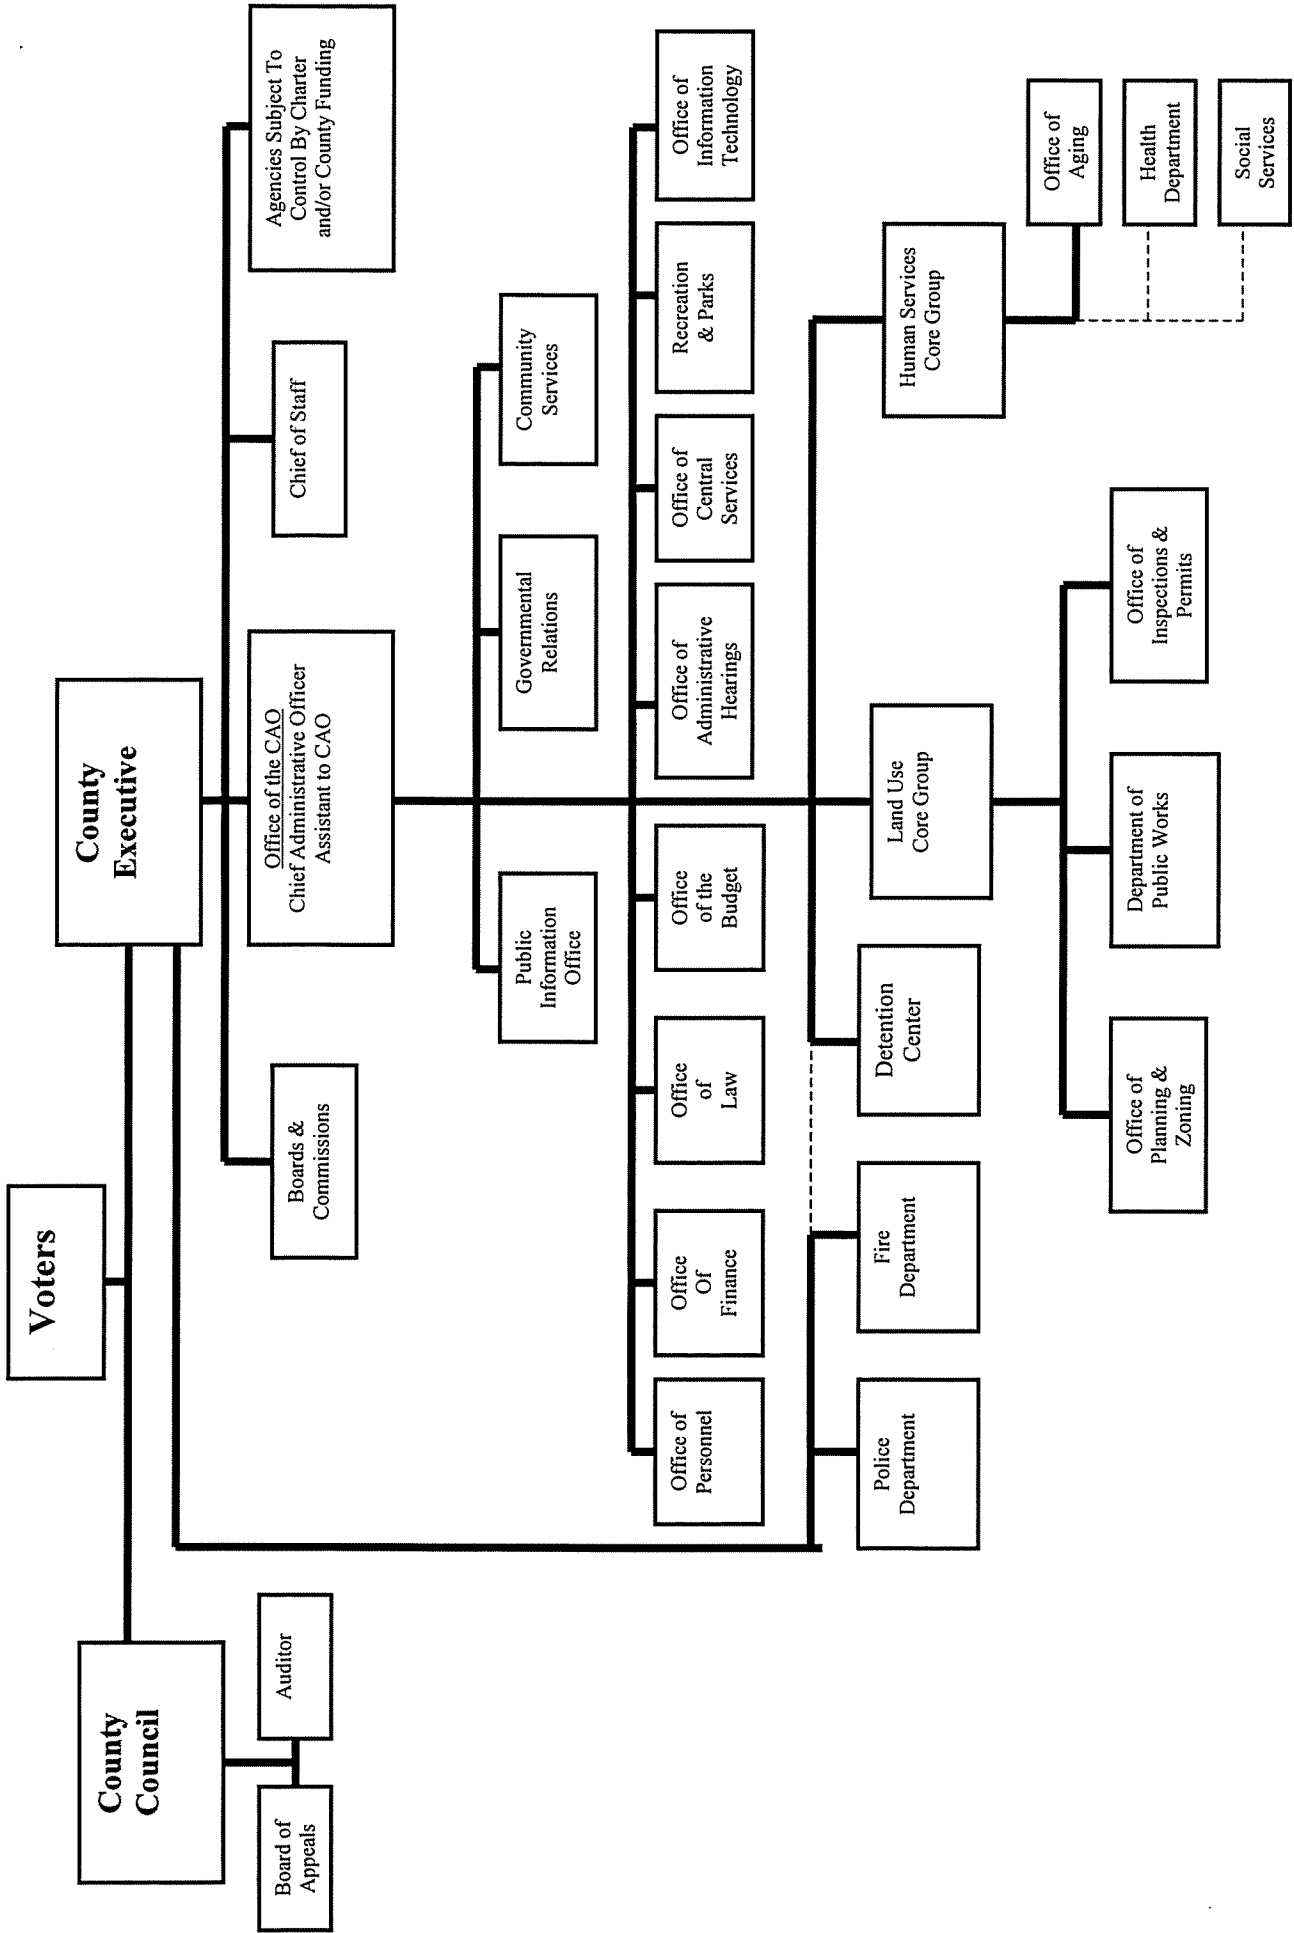 Voters
County
Council
County
Executive
Board of
Appeals
Auditor
Boards &
Commissions
Office of the CAO
Chief Administrative Officer
Assistant to CAO
Chief of Staff
Agencies Subject To
Control By Charter
and/or County Funding
Public
Information
Office
Governmental
Relations
Community
Services
Office of
Personnel
Office
Of
Finance
Office
of
Law
Office
of the
Budget
Office of
Administrative
Hearings
Office of
Central
Services
Recreation
& Parks
Office of
Information
Technology
Police
Department
Fire
Department
Detention
Center
Land Use
Core Group
Human Services
Core Group
Office of
Planning &
Zoning
Department of
Public Works
Office of
Inspections &
Permits
Office of
Aging
Health
Department
Social
Services